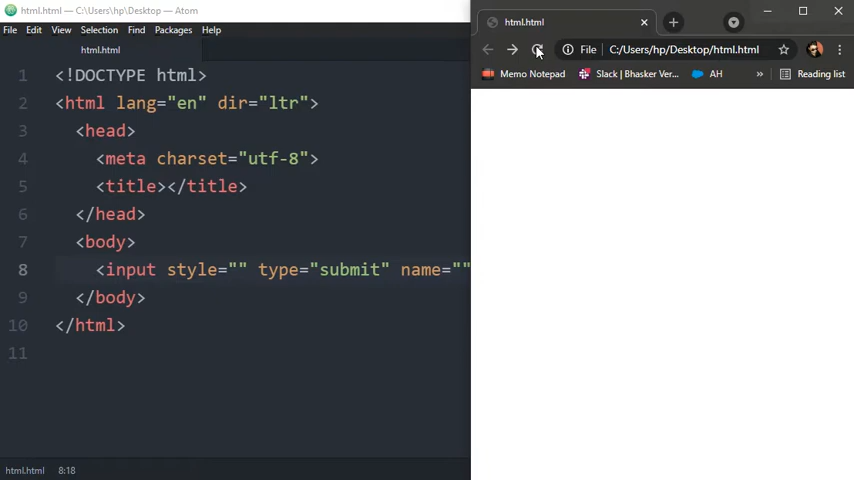 html.html — C:\Users\hp\Desktop — Atom
File Edit View Selection Find Packages Help
html.html
1 <!DOCTYPE html>
2 <html lang="en" dir="ltr">
3 <head>
4 <meta charset="utf-8">
5 <title></title>
6 </head>
7 <body>
8 <input style="" type="submit" name=""
9 </body>
10 </html>
11
html.html 8:18
html.html
File C:/Users/hp/Desktop/html.html
Memo Notepad Slack | Bhasker Ver... AH » Reading list